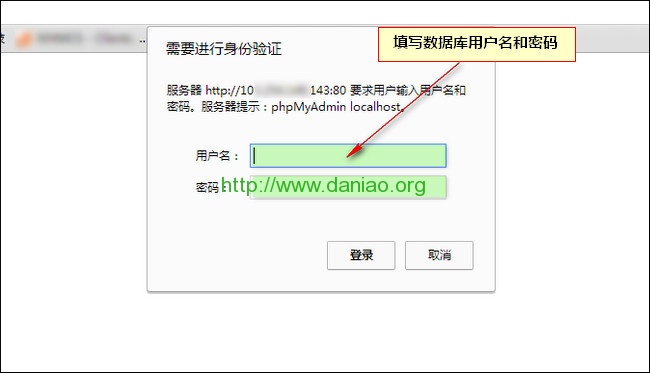 填写数据库用户名和密码
需要进行身份验证
服务器 http://10 143:80 要求用户输入用户名和
密码。服务器提示：phpMyAdmin localhost。
用户名：
密码：
http://www.daniao.org
登录 取消